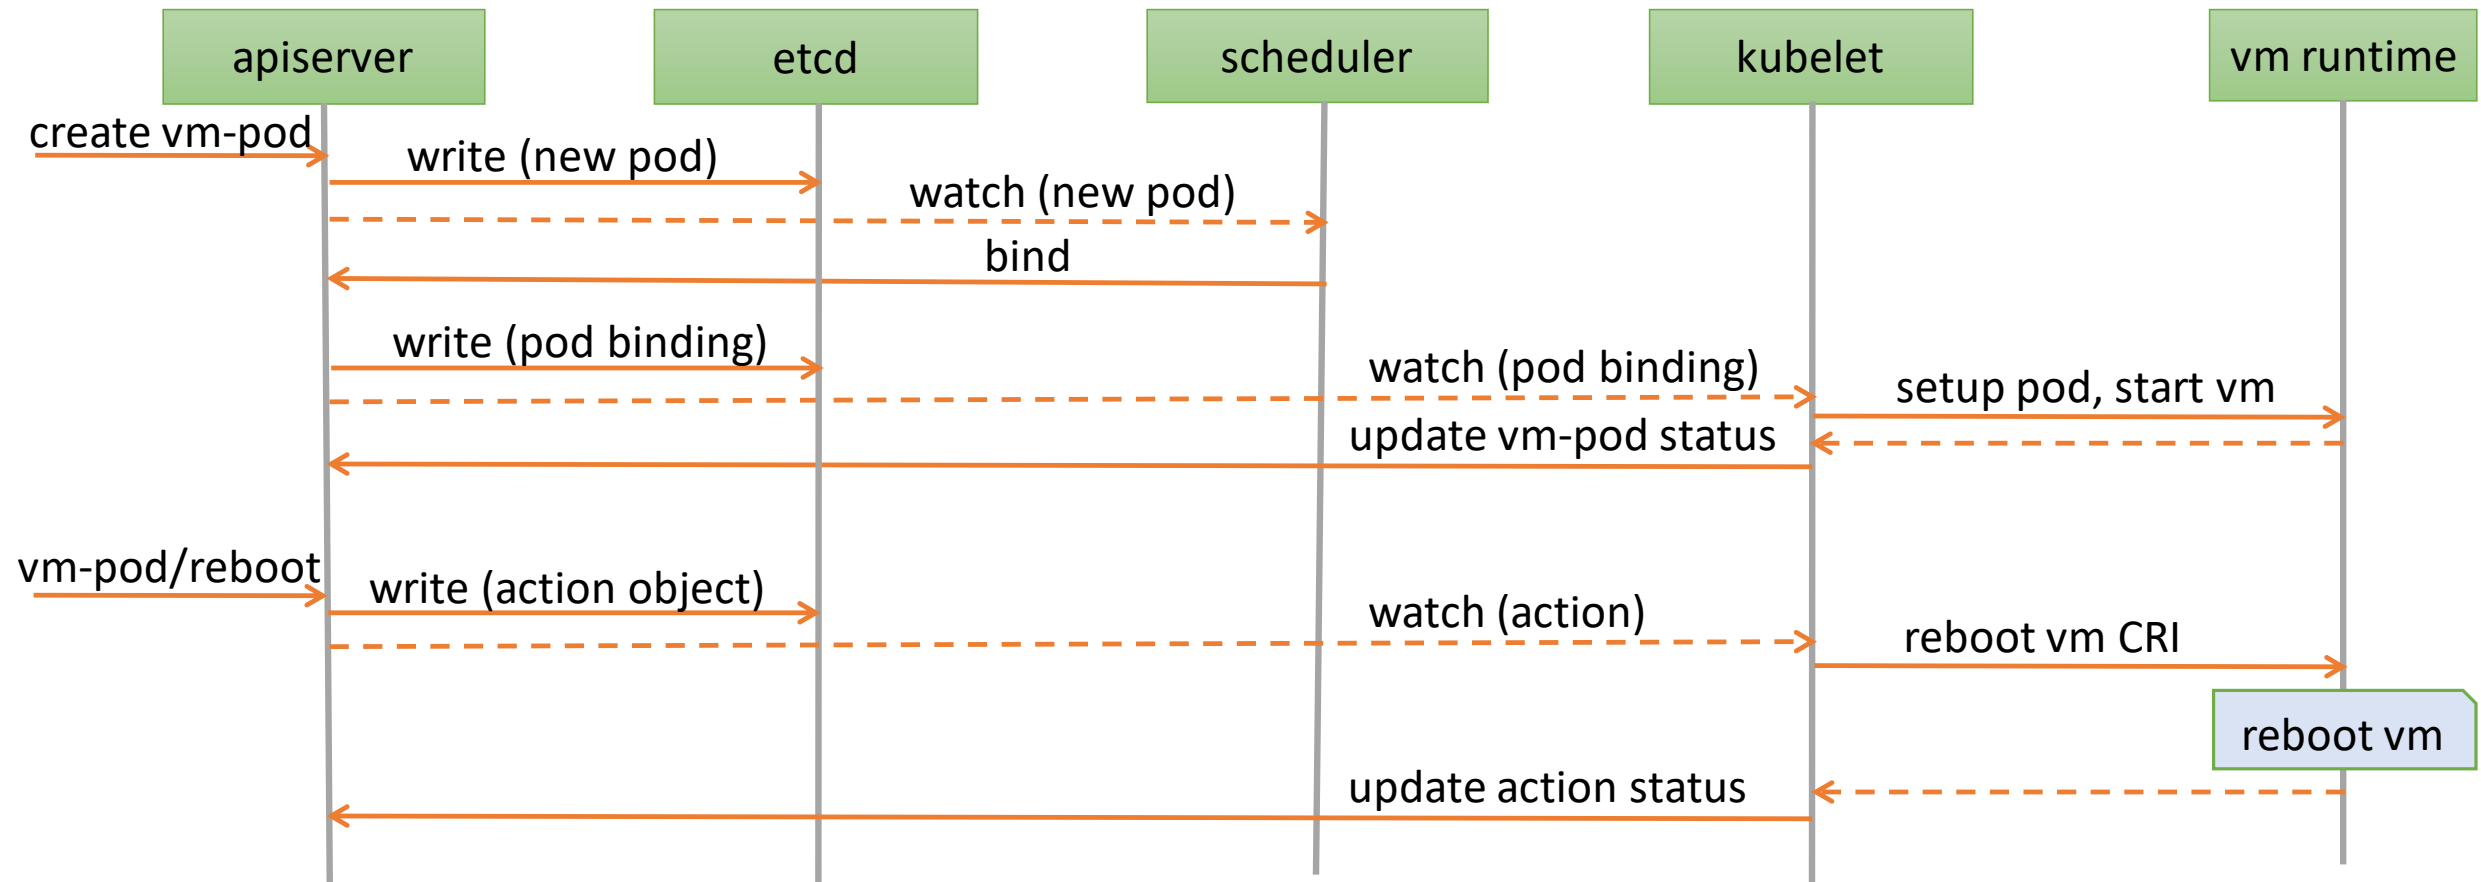 apiserver
etcd
scheduler
kubelet
vm runtime
create vm-pod
write (new pod)
watch (new pod)
bind
write (pod binding)
watch (pod binding)
setup pod, start vm
update vm-pod status
vm-pod/reboot
write (action object)
watch (action)
reboot vm CRI
reboot vm
update action status